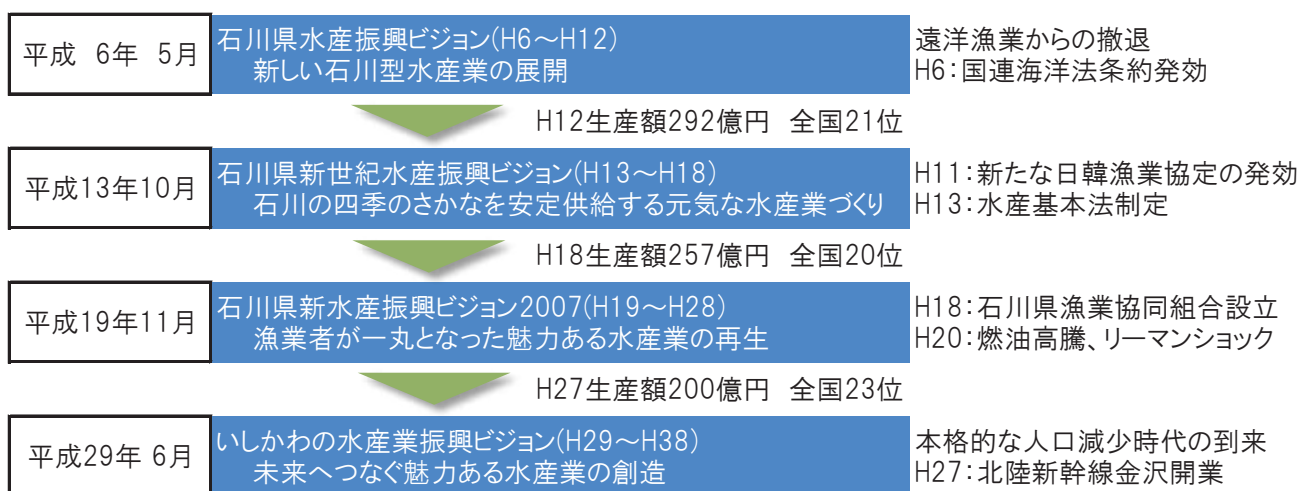 平成 6年 5月
石川県水産振興ビジョン(H6～H12)
新しい石川型水産業の展開
遠洋漁業からの撤退
H6：国連海洋法条約発効
H12生産額292億円 全国21位
平成13年10月
石川県新世紀水産振興ビジョン(H13～H18)
石川の四季のさかなを安定供給する元気な水産業づくり
H11：新たな日韓漁業協定の発効
H13：水産基本法制定
H18生産額257億円 全国20位
平成19年11月
石川県新水産振興ビジョン2007(H19～H28)
漁業者が一丸となった魅力ある水産業の再生
H18：石川県漁業協同組合設立
H20：燃油高騰、リーマンショック
H27生産額200億円 全国23位
平成29年 6月
いしかわの水産業振興ビジョン(H29～H38)
未来へつなぐ魅力ある水産業の創造
本格的な人口減少時代の到来
H27：北陸新幹線金沢開業